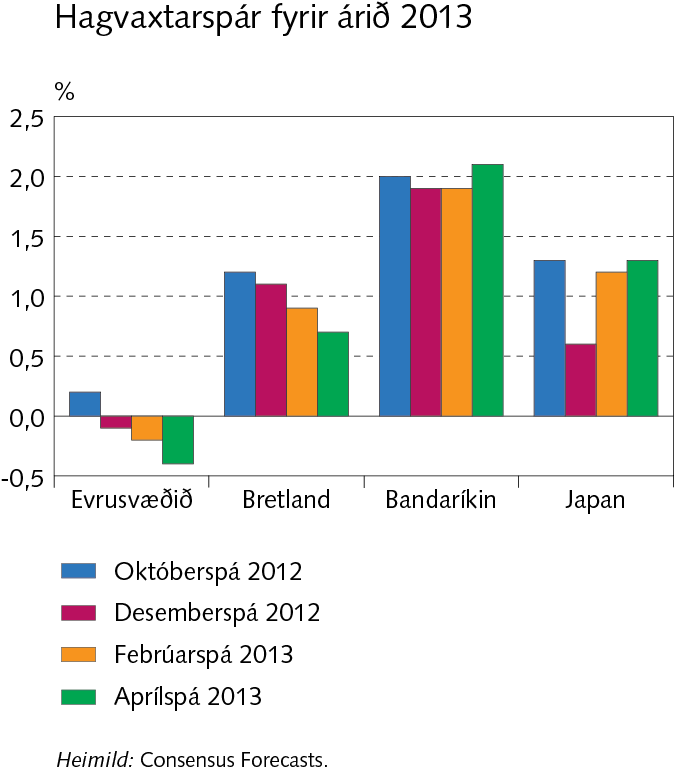 Hagvaxtarspár fyrir árið 2013
%
2,5
2,0
1,5
1,0
0,5
0,0
-0,5
Evrusvæðið Bretland Bandaríkin Japan
Októberspá 2012
Desemberspá 2012
Febrúarspá 2013
Aprílspá 2013
Heimild: Consensus Forecasts.